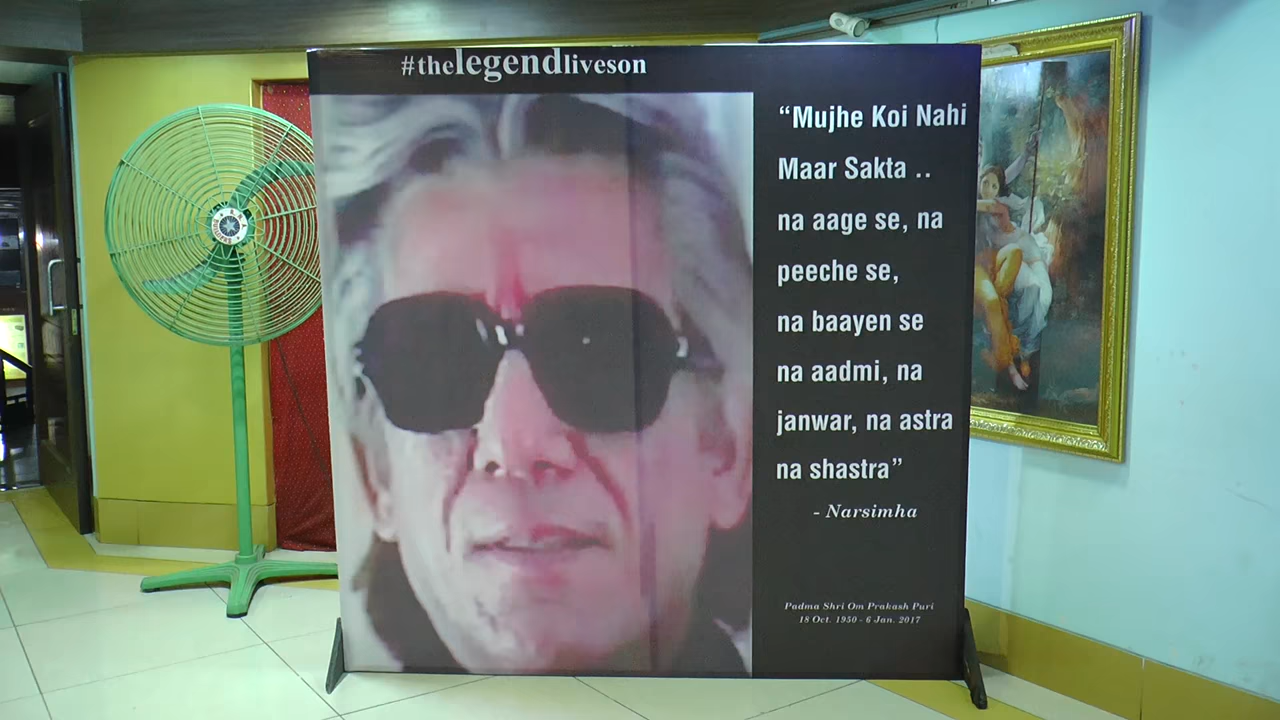 #thelegendliveson
“Mujhe Koi Nahi
Maar Sakta ..
na aage se, na
peeche se,
na baayen se
na aadmi, na
janwar, na astra
na shastra”
- Narsimha
Padma Shri Om Prakash Puri
18 Oct. 1950 - 6 Jan. 2017